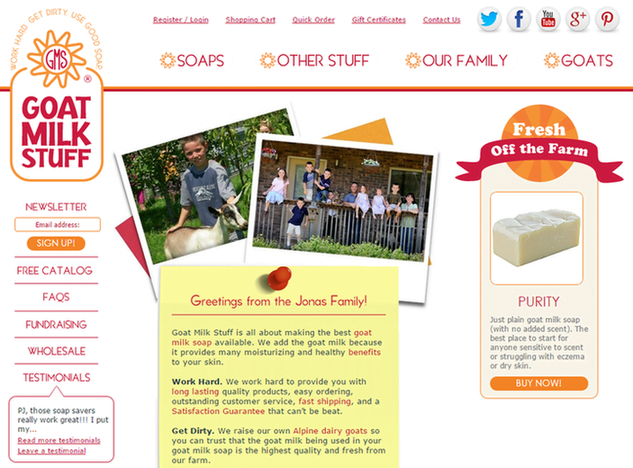 Register / Login
Shopping Cart
Quick Order
Gift Certificates
Contact Us
You
Tube
WORK HARD GET DIRTY USE GOOD SOAP
GMS
GOAT
MILK
STUFF
®
SOAPS
OTHER STUFF
OUR FAMILY
GOATS
NEWSLETTER
Email address:
SIGN UP!
FREE CATALOG
FAQS
FUNDRAISING
WHOLESALE
TESTIMONIALS
PJ, those soap savers
really work great!!! I put
my...
Read more testimonials
Leave a testimonial
Greetings from the Jonas Family!
Goat Milk Stuff is all about making the best goat
milk soap available. We add the goat milk because
it provides many moisturizing and healthy benefits
to your skin.
Work Hard. We work hard to provide you with
long lasting quality products, easy ordering,
outstanding customer service, fast shipping, and a
Satisfaction Guarantee that can't be beat.
Get Dirty. We raise our own Alpine dairy goats so
you can trust that the goat milk being used in your
goat milk soap is the highest quality and fresh from
our farm.
Fresh
Off the Farm
PURITY
Just plain goat milk soap
(with no added scent). The
best place to start for
anyone sensitive to scent
or struggling with eczema
or dry skin.
BUY NOW!